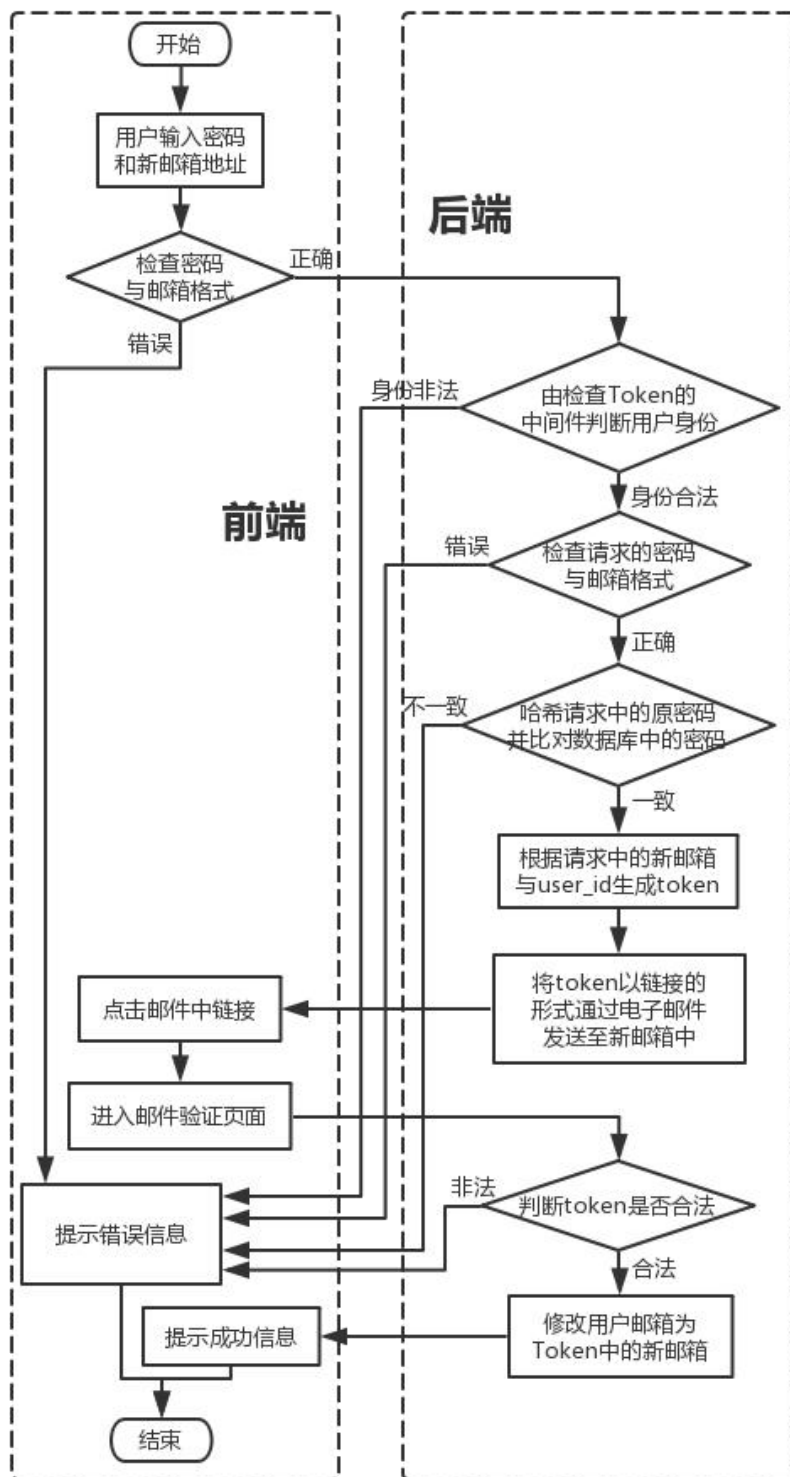 开始
用户输入密码
和新邮箱地址
后端
检查密码
与邮箱格式
正确
错误
身份非法
由检查Token的
中间件判断用户身份
身份合法
前端
错误
检查请求的密码
与邮箱格式
正确
不一致
哈希请求中的原密码
并比对数据库中的密码
一致
根据请求中的新邮箱
与user_id生成token
将token以链接的
形式通过电子邮件
发送至新邮箱中
点击邮件中链接
进入邮件验证页面
非法
判断token是否合法
提示错误信息
合法
修改用户邮箱为
Token中的新邮箱
提示成功信息
结束